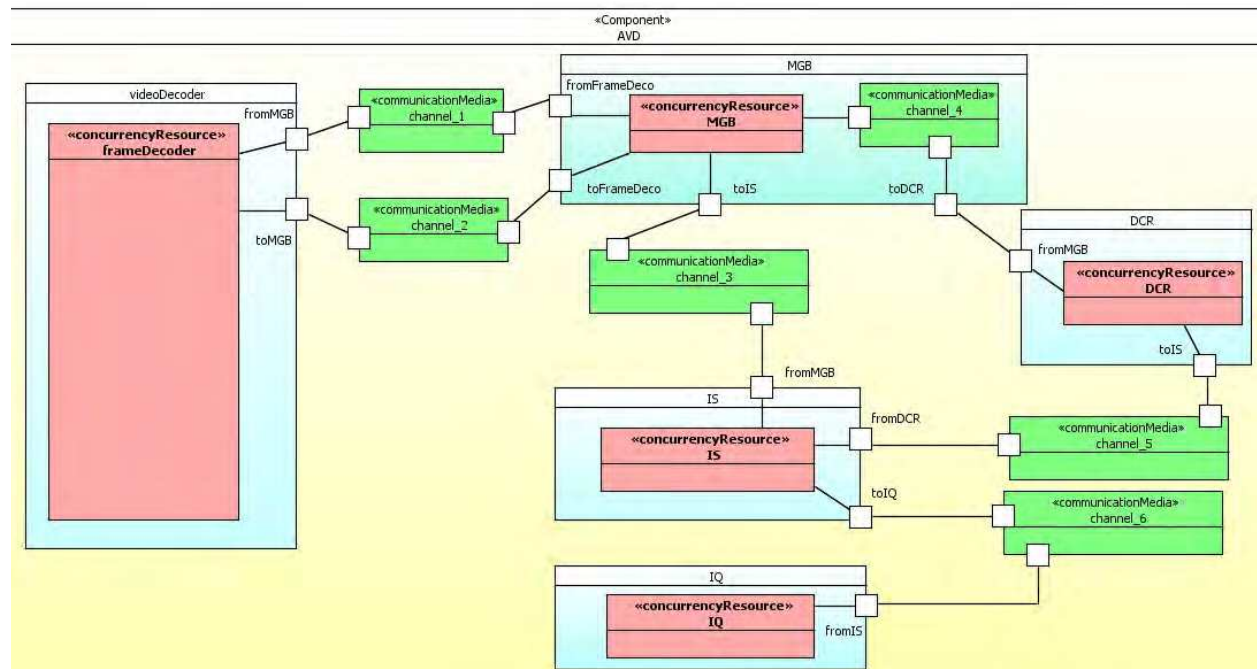 «Component»
AVD
videoDecoder
fromMGB
«concurrencyResource»
frameDecoder
toMGB
«communicationMedia»
channel_1
«communicationMedia»
channel_2
MGB
fromFrameDeco
«concurrencyResource»
MGB
«communicationMedia»
channel_4
toFrameDeco
toIS
toDCR
«communicationMedia»
channel_3
DCR
fromMGB
«concurrencyResource»
DCR
toIS
fromMGB
IS
fromDCR
«concurrencyResource»
IS
toIQ
«communicationMedia»
channel_5
«communicationMedia»
channel_6
IQ
«concurrencyResource»
IQ
fromIS